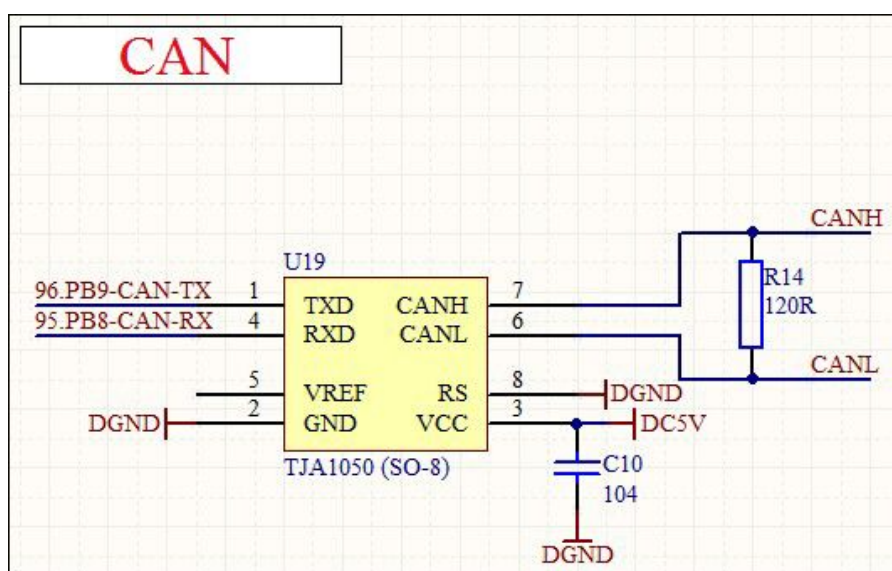 CAN
CANH
U19
R14
120R
96.PB9-CAN-TX 1 TXD CANH 7
95.PB8-CAN-RX 4 RXD CANL 6
CANL
5 VREF RS 8 DGND
DGND 2 GND VCC 3 DC5V
TJA1050 (SO-8)
C10
104
DGND